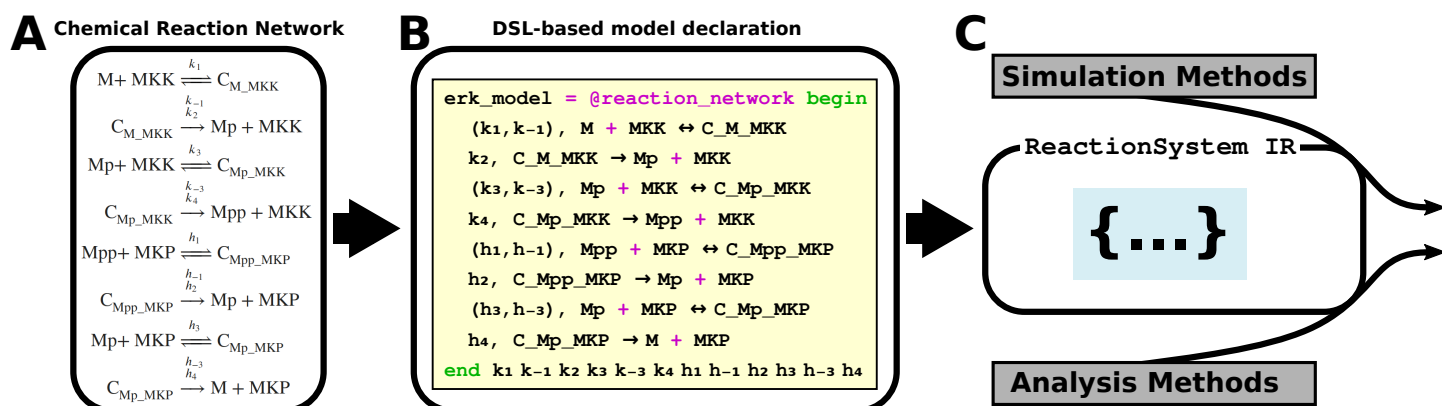 A
Chemical Reaction Network
k₁
M+ MKK ⇌ C_M_MKK
k₋₁
k₂
C_M_MKK → Mp + MKK
k₃
Mp+ MKK ⇌ C_Mp_MKK
k₋₃
k₄
C_Mp_MKK → Mpp + MKK
h₁
Mpp+ MKP ⇌ C_Mpp_MKP
h₋₁
h₂
C_Mpp_MKP → Mp + MKP
h₃
Mp+ MKP ⇌ C_Mp_MKP
h₋₃
h₄
C_Mp_MKP → M + MKP
B
DSL-based model declaration
erk_model = @reaction_network begin
(k₁,k₋₁), M + MKK ↔ C_M_MKK
k₂, C_M_MKK → Mp + MKK
(k₃,k₋₃), Mp + MKK ↔ C_Mp_MKK
k₄, C_Mp_MKK → Mpp + MKK
(h₁,h₋₁), Mpp + MKP ↔ C_Mpp_MKP
h₂, C_Mpp_MKP → Mp + MKP
(h₃,h₋₃), Mp + MKP ↔ C_Mp_MKP
h₄, C_Mp_MKP → M + MKP
end k₁ k₋₁ k₂ k₃ k₋₃ k₄ h₁ h₋₁ h₂ h₃ h₋₃ h₄
C
Simulation Methods
ReactionSystem IR
{…}
Analysis Methods